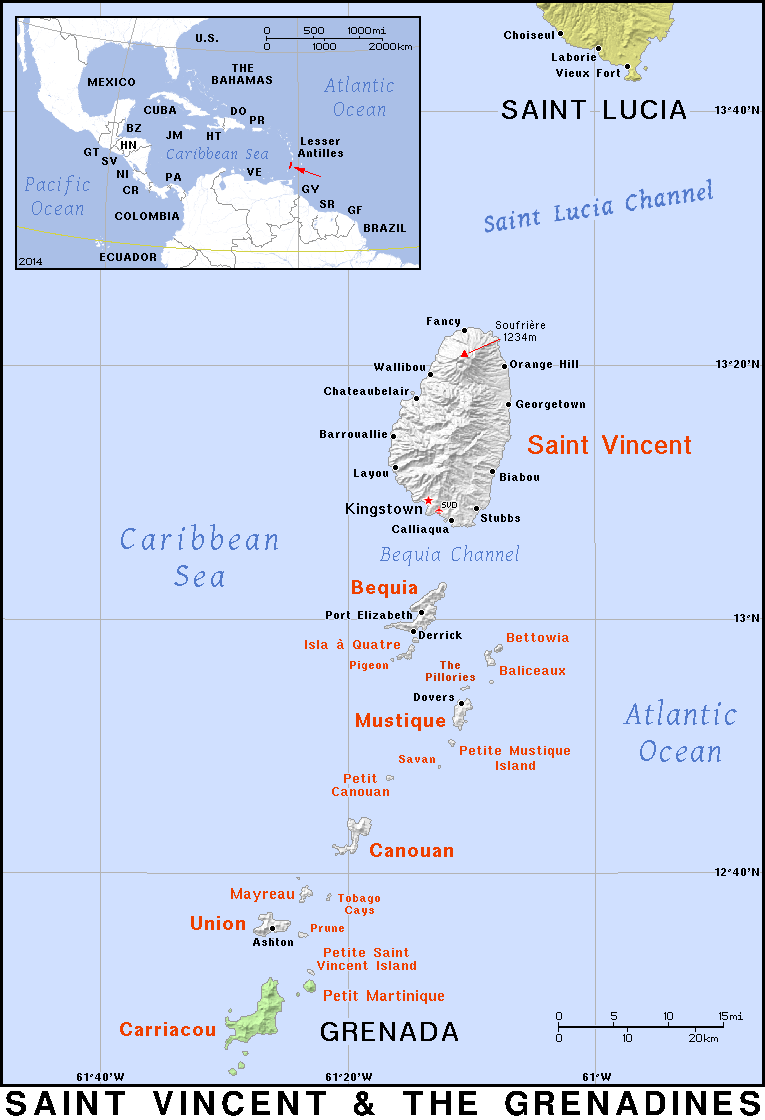 U.S.
0 500 1000mi
0 1000 2000km
MEXICO
THE
BAHAMAS
Atlantic
Ocean
CUBA
DO
PR
BZ
JM
HT
HN
GT
SV
Caribbean Sea
Lesser
Antilles
NI
CR
PA
VE
GY
SR
GF
Pacific
Ocean
COLOMBIA
BRAZIL
ECUADOR
2014
Choiseul
Laborie
Vieux Fort
SAINT LUCIA
13°40'N
Saint Lucia Channel
Fancy
Soufrière
1234m
13°20'N
Wallibou
Orange Hill
Chateaubelair
Georgetown
Barrouallie
Saint Vincent
Layou
Biabou
Kingstown
SVD
Stubbs
Calliaqua
Caribbean
Sea
Bequia Channel
Bequia
Port Elizabeth
13°N
Derrick
Isla à Quatre
Bettowia
Pigeon
The
Pillories
Baliceaux
Dovers
Mustique
Atlantic
Ocean
Petite Mustique
Island
Savan
Petit
Canouan
Canouan
12°40'N
Mayreau
Tobago
Cays
Union
Prune
Ashton
Petite Saint
Vincent Island
Petit Martinique
Carriacou
GRENADA
0 5 10 15mi
0 10 20km
61°40'W
61°20'W
61°W
SAINT VINCENT & THE GRENADINES